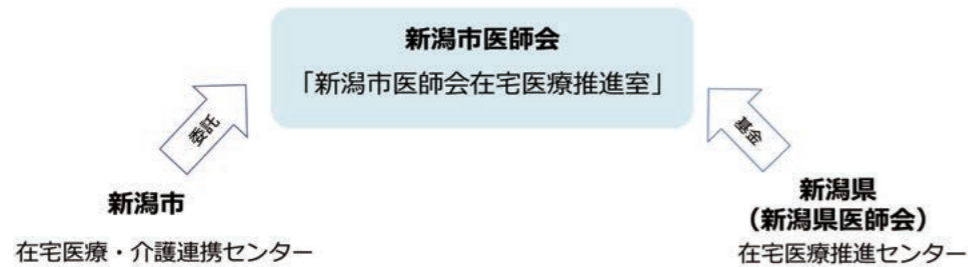 新潟市医師会
「新潟市医師会在宅医療推進室」
委託
基金
新潟市
在宅医療・介護連携センター
新潟県
（新潟県医師会）
在宅医療推進センター